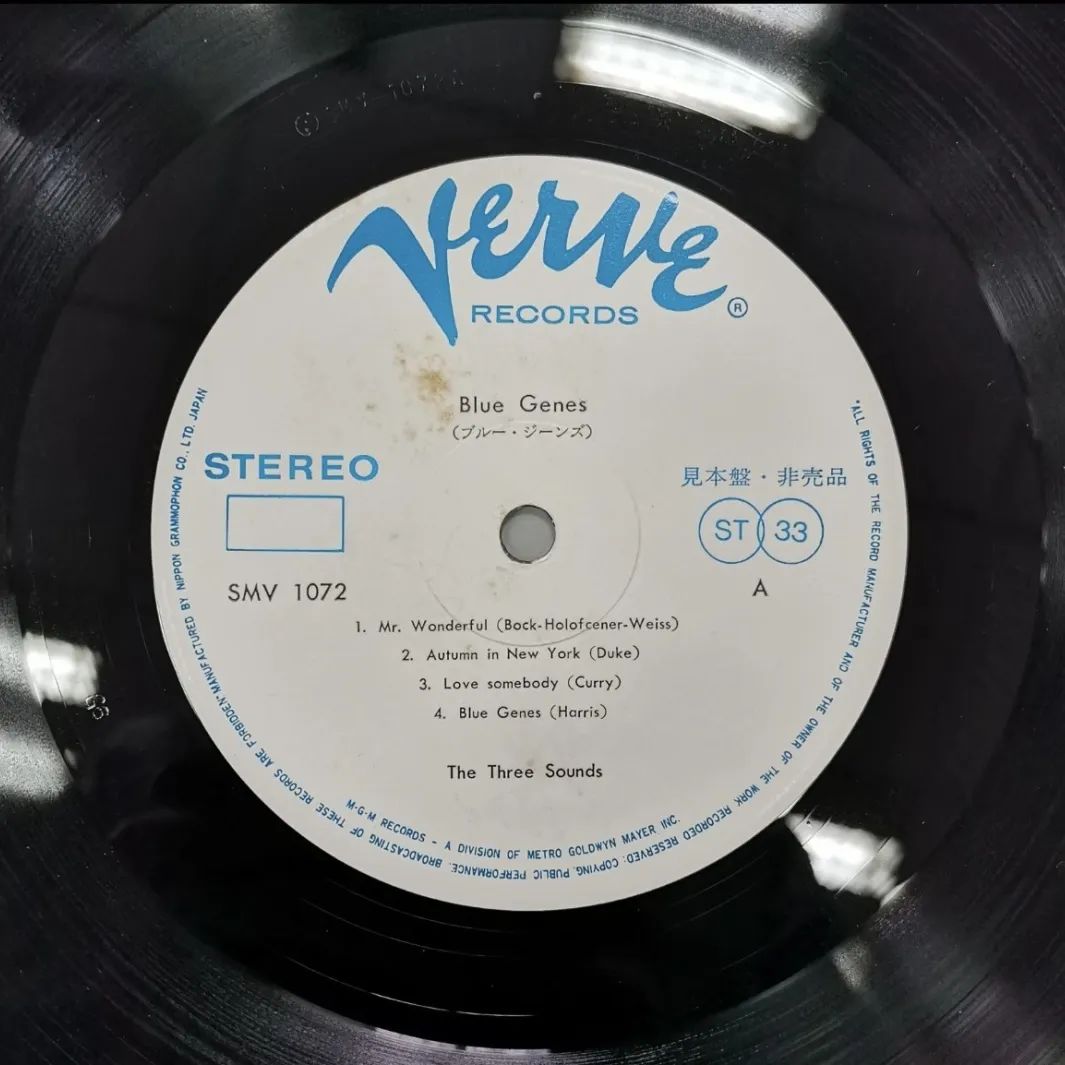 SMV-1072A
Verve
RECORDS ®
Blue Genes
(ブルー・ジーンズ)
STEREO
見本盤・非売品
ST 33
SMV 1072
A
1. Mr. Wonderful (Bock-Holofcener-Weiss)
2. Autumn in New York (Duke)
3. Love somebody (Curry)
4. Blue Genes (Harris)
The Three Sounds
M-G-M RECORDS - A DIVISION OF METRO GOLDWYN MAYER INC.
"ALL RIGHTS OF THE RECORD MANUFACTURER AND OF THE OWNER OF THE WORK RECORDED RESERVED. COPYING, PUBLIC PERFORMANCE, BROADCASTING OF THESE RECORDS ARE FORBIDDEN" MANUFACTURED BY NIPPON GRAMMOPHON CO., LTD. JAPAN